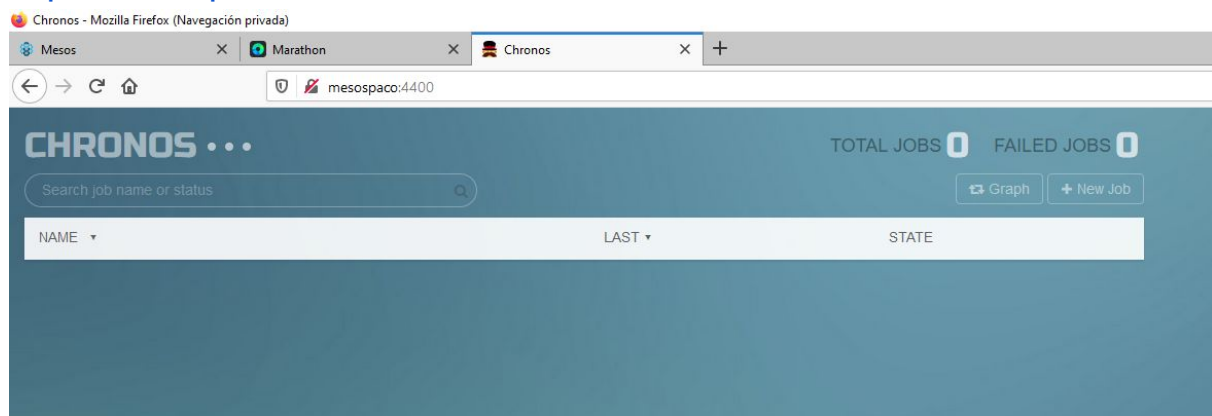 Chronos - Mozilla Firefox (Navegación privada)
Mesos Marathon Chronos
mesospaco:4400
CHRONOS
TOTAL JOBS 0 FAILED JOBS 0
Search job name or status
Graph + New Job
NAME LAST STATE